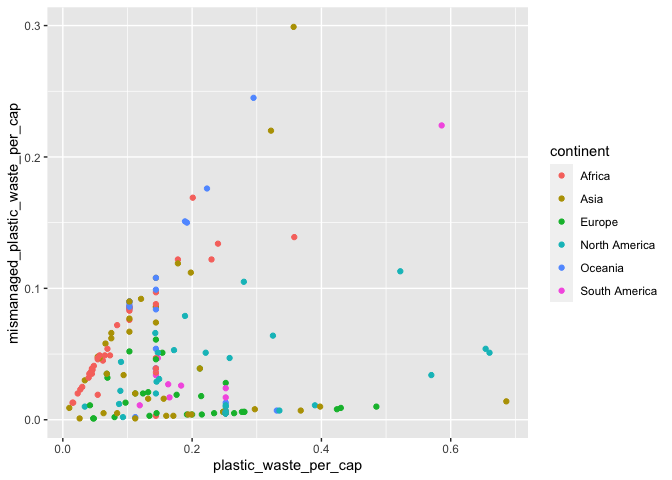 0.3
0.2
0.1
0.0
mismanaged_plastic_waste_per_cap
0.0 0.2 0.4 0.6
plastic_waste_per_cap
continent
Africa
Asia
Europe
North America
Oceania
South America